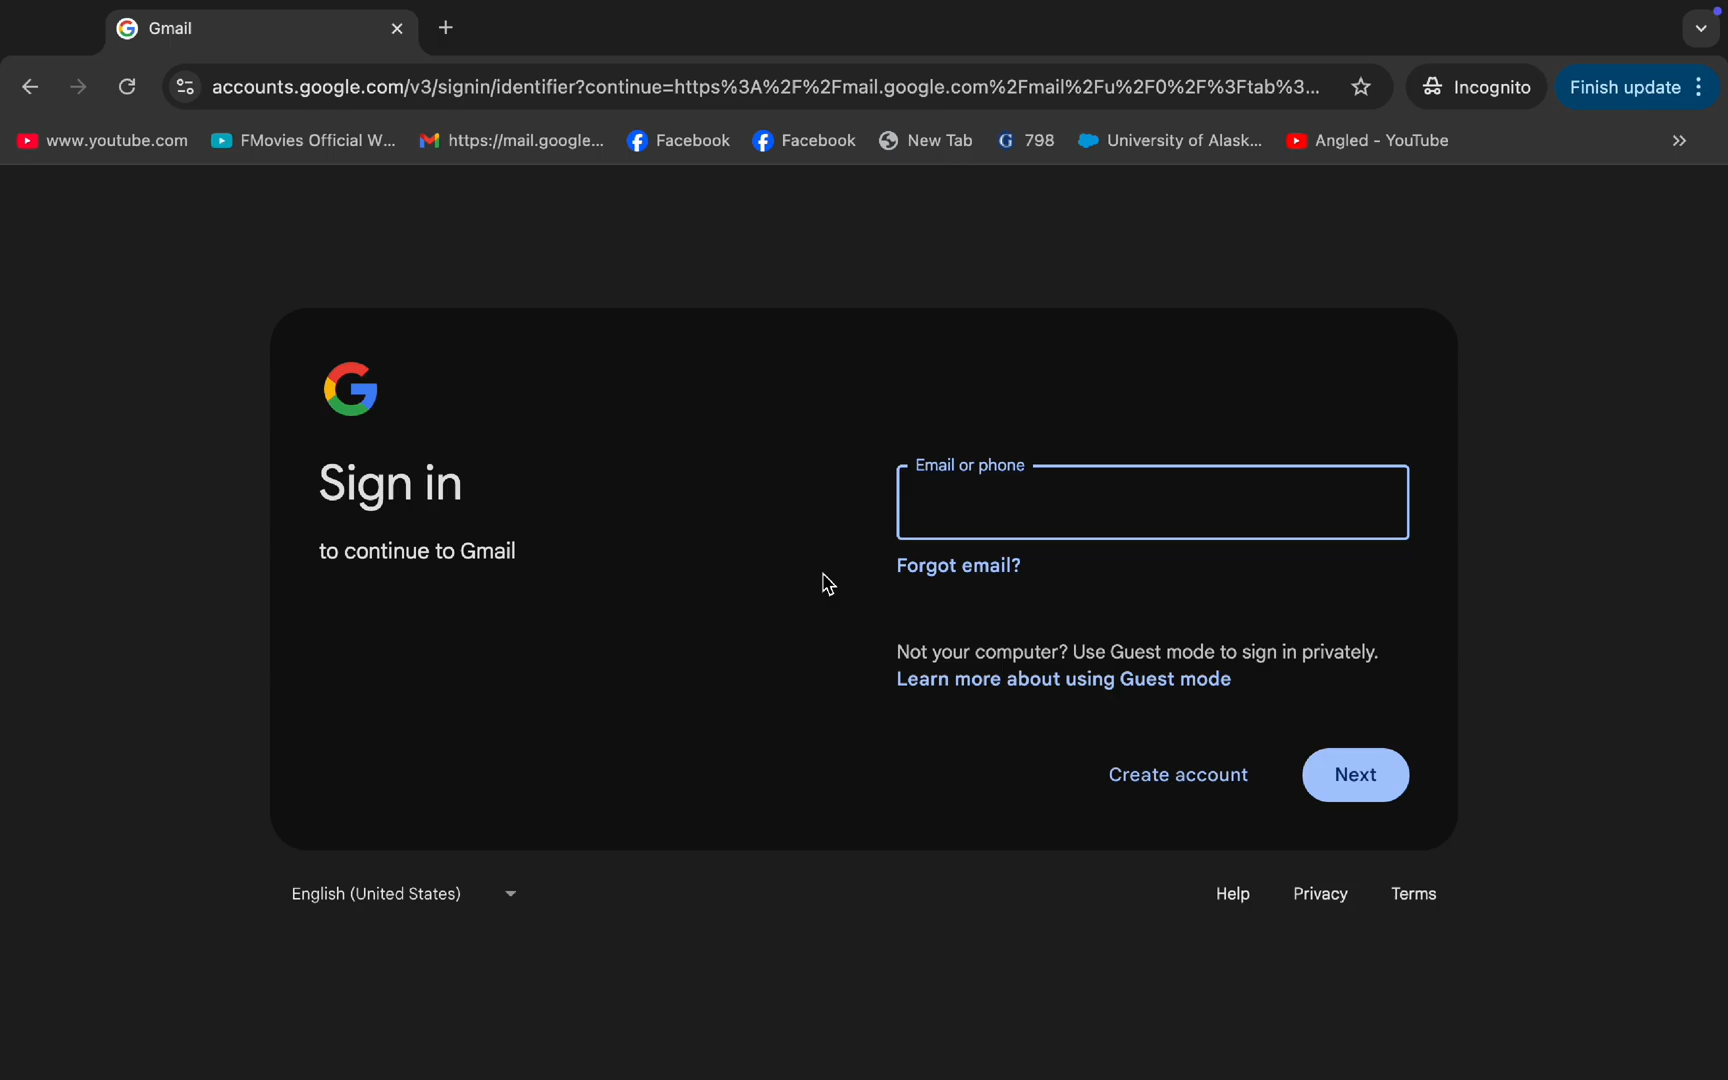 Gmail
accounts.google.com/v3/signin/identifier?continue=https%3A%2F%2Fmail.google.com%2Fmail%2Fu%2F0%2F%3Ftab%3...
Incognito
Finish update
www.youtube.com
FMovies Official W...
https://mail.google...
Facebook
Facebook
New Tab
798
University of Alask...
Angled - YouTube
Sign in
to continue to Gmail
Email or phone
Forgot email?
Not your computer? Use Guest mode to sign in privately.
Learn more about using Guest mode
Create account
Next
English (United States)
Help
Privacy
Terms